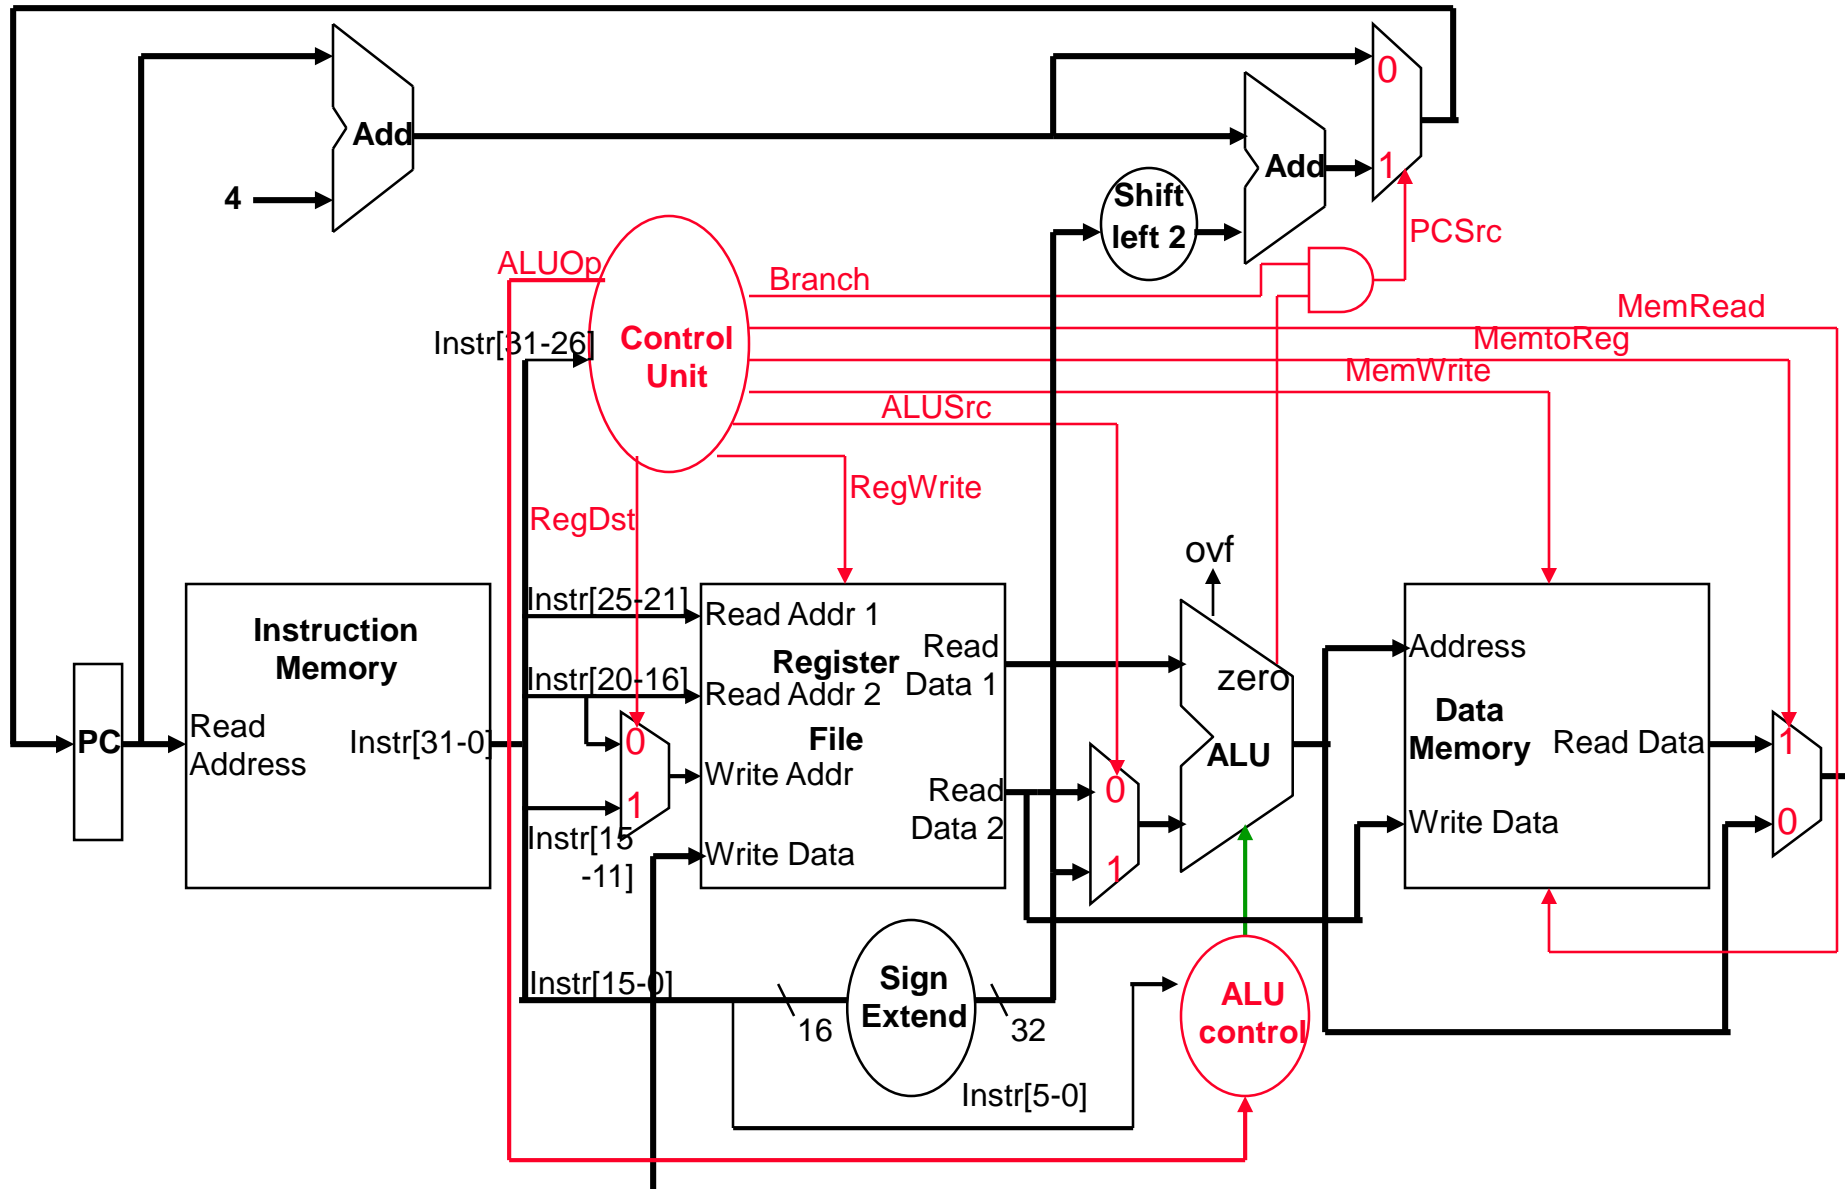 0
Add
Add
1
4
Shift
left 2
PCSrc
ALUOp
Branch
MemRead
Instr[31-26]
Control
Unit
MemtoReg
MemWrite
ALUSrc
RegWrite
RegDst
ovf
Instr[25-21]
Read Addr 1
Instruction
Memory
Register
Read
Data 1
zero
Address
Instr[20-16]
Read Addr 2
PC
Read
Address
Instr[31-0]
0
File
Write Addr
ALU
Data
Memory
Read Data
1
1
Read
Data 2
0
Instr[15
-11]
Write Data
1
Write Data
0
Instr[15-0]
16
Sign
Extend
32
ALU
control
Instr[5-0]